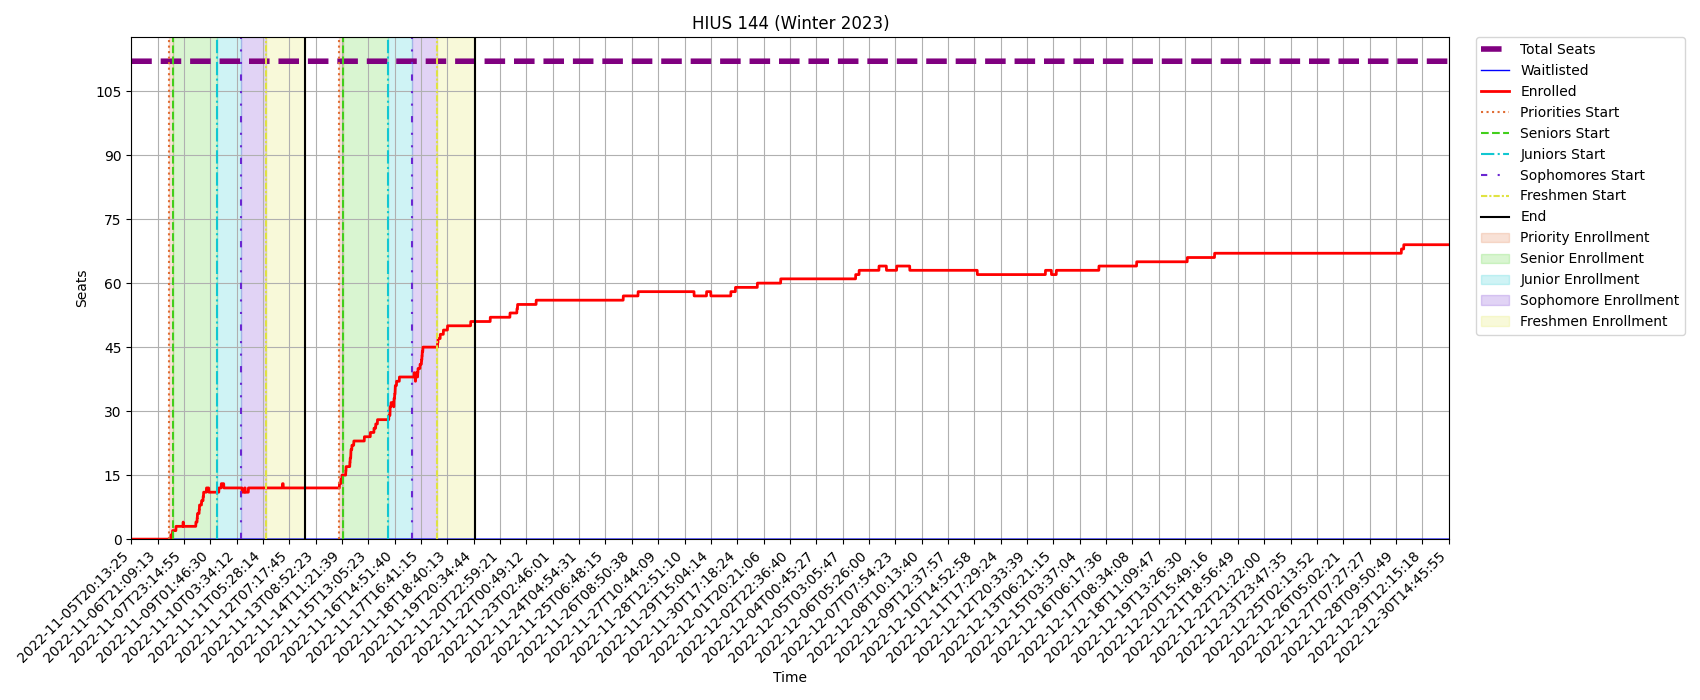 HIUS 144 (Winter 2023)
Total Seats
Waitlisted
Enrolled
Priorities Start
Seniors Start
Juniors Start
Sophomores Start
Freshmen Start
End
Priority Enrollment
Senior Enrollment
Junior Enrollment
Sophomore Enrollment
Freshmen Enrollment
Seats
105
90
75
60
45
30
15
0
2022-11-05T20:13:25
2022-11-06T21:09:13
2022-11-07T23:14:55
2022-11-09T01:46:30
2022-11-10T03:34:12
2022-11-11T05:28:14
2022-11-12T07:17:45
2022-11-13T08:52:23
2022-11-14T11:21:39
2022-11-15T13:05:23
2022-11-16T14:51:40
2022-11-17T16:41:15
2022-11-18T18:40:13
2022-11-19T20:34:44
2022-11-20T22:59:21
2022-11-22T00:49:12
2022-11-23T02:46:01
2022-11-24T04:54:31
2022-11-25T06:48:15
2022-11-26T08:50:38
2022-11-27T10:44:09
2022-11-28T12:51:10
2022-11-29T15:04:14
2022-11-30T17:18:24
2022-12-01T20:21:06
2022-12-02T22:36:40
2022-12-04T00:45:27
2022-12-05T03:05:47
2022-12-06T05:26:00
2022-12-07T07:54:23
2022-12-08T10:13:40
2022-12-09T12:37:57
2022-12-10T14:52:58
2022-12-11T17:29:24
2022-12-12T20:33:39
2022-12-13T06:21:15
2022-12-15T03:37:04
2022-12-16T06:17:36
2022-12-17T08:34:08
2022-12-18T11:09:47
2022-12-19T13:26:30
2022-12-20T15:49:16
2022-12-21T18:56:49
2022-12-22T21:22:00
2022-12-23T23:47:35
2022-12-25T02:13:52
2022-12-26T05:02:21
2022-12-27T07:27:27
2022-12-28T09:50:49
2022-12-29T12:15:18
2022-12-30T14:45:55
Time